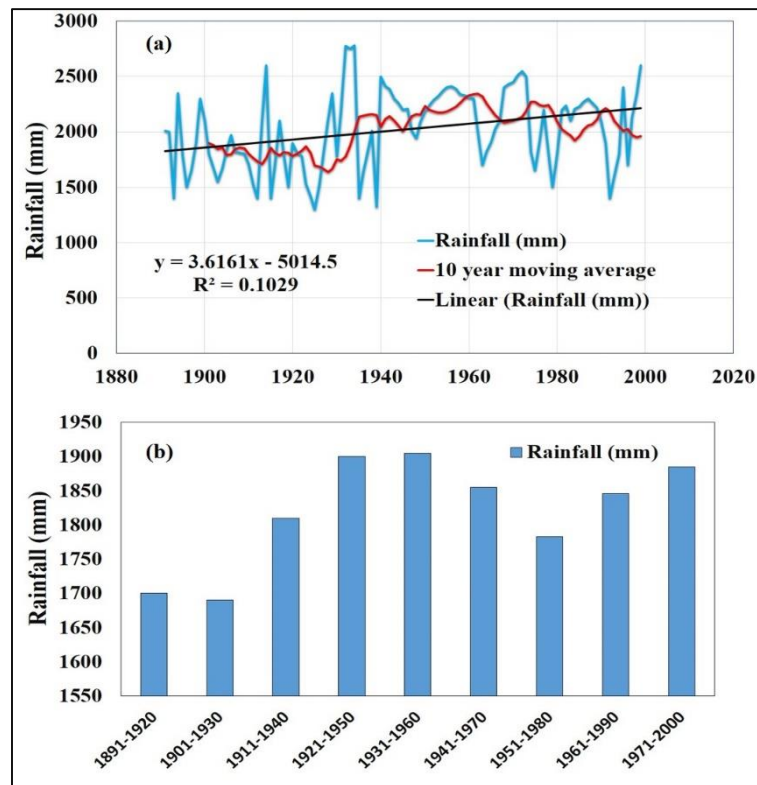 (a)
Rainfall (mm)
3000
2500
2000
1500
1000
500
0
y = 3.6161x - 5014.5
R² = 0.1029
Rainfall (mm)
10 year moving average
Linear (Rainfall (mm))
1880 1900 1920 1940 1960 1980 2000 2020
(b)
Rainfall (mm)
Rainfall (mm)
1950
1900
1850
1800
1750
1700
1650
1600
1550
1891-1920
1901-1930
1911-1940
1921-1950
1931-1960
1941-1970
1951-1980
1961-1990
1971-2000